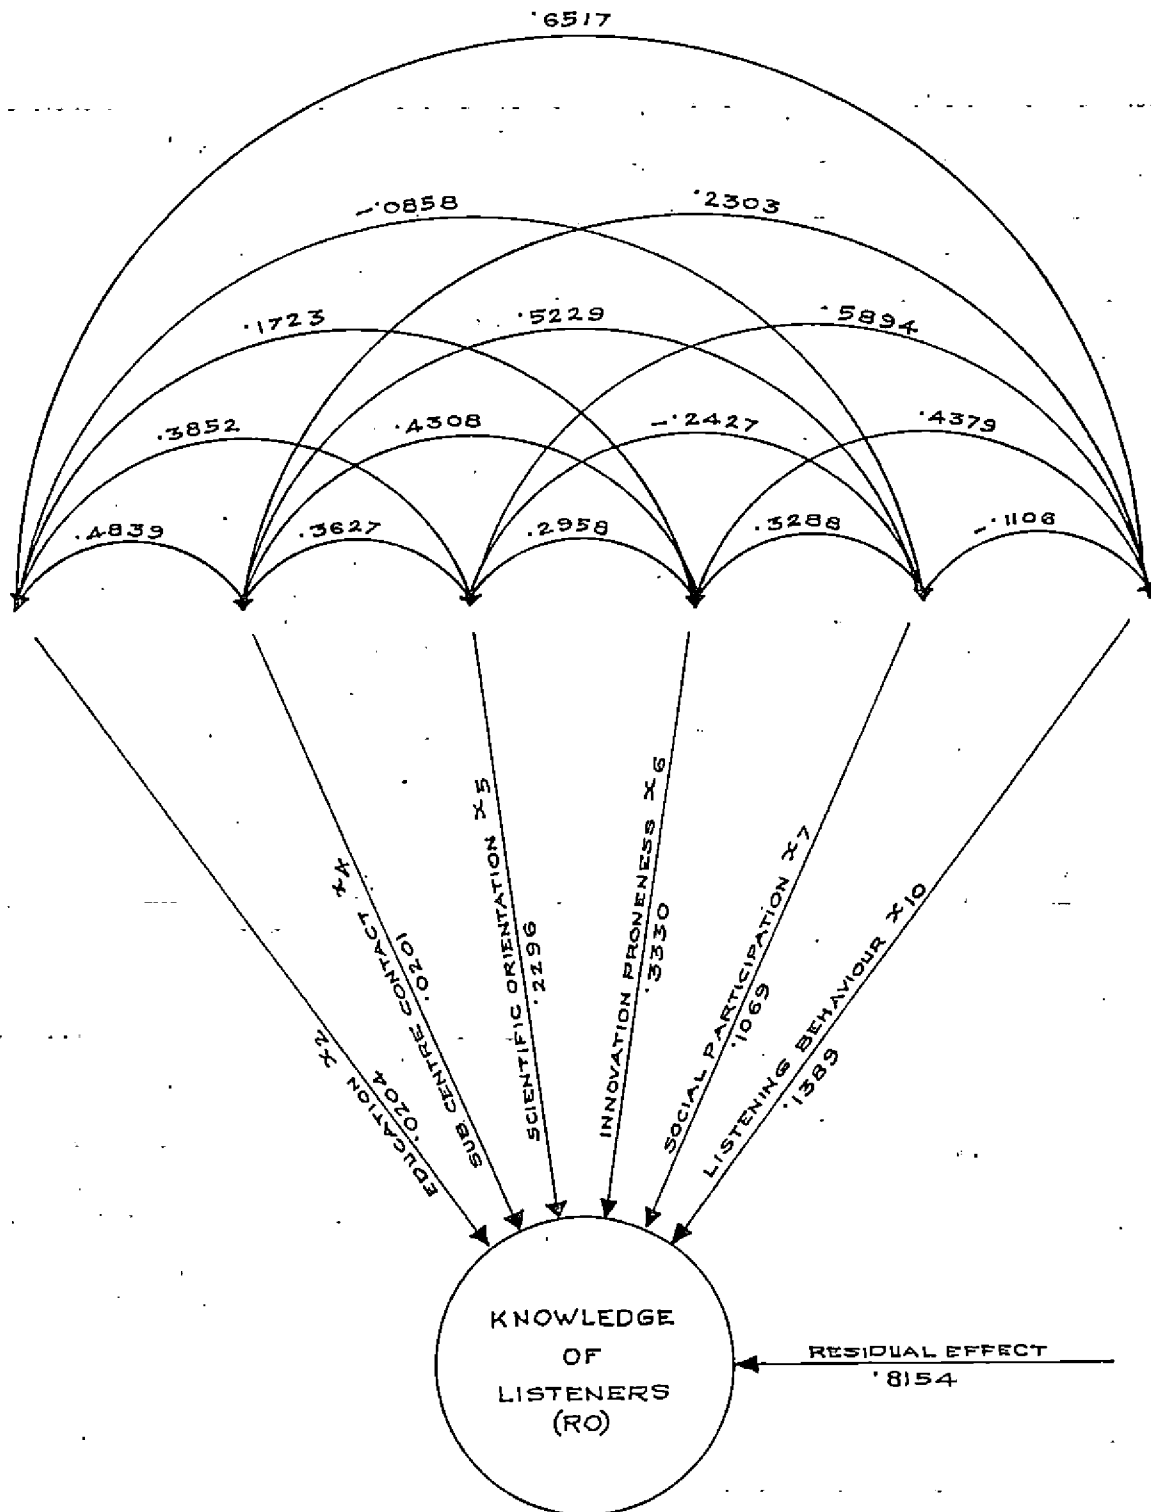 ·6517
-·0858
·2303
·1723
·5229
·5894
·3852
·4308
-·2427
·4379
·4839
·3627
·2958
·3288
-·1106
EDUCATION X2
·0204
SUB CENTRE CONTACT X4
·0201
SCIENTIFIC ORIENTATION X5
·2296
INNOVATION PRONENESS X6
·3330
SOCIAL PARTICIPATION X7
·1069
LISTENING BEHAVIOUR X10
·1389
KNOWLEDGE
OF
LISTENERS
(RO)
RESIDUAL EFFECT
·8154